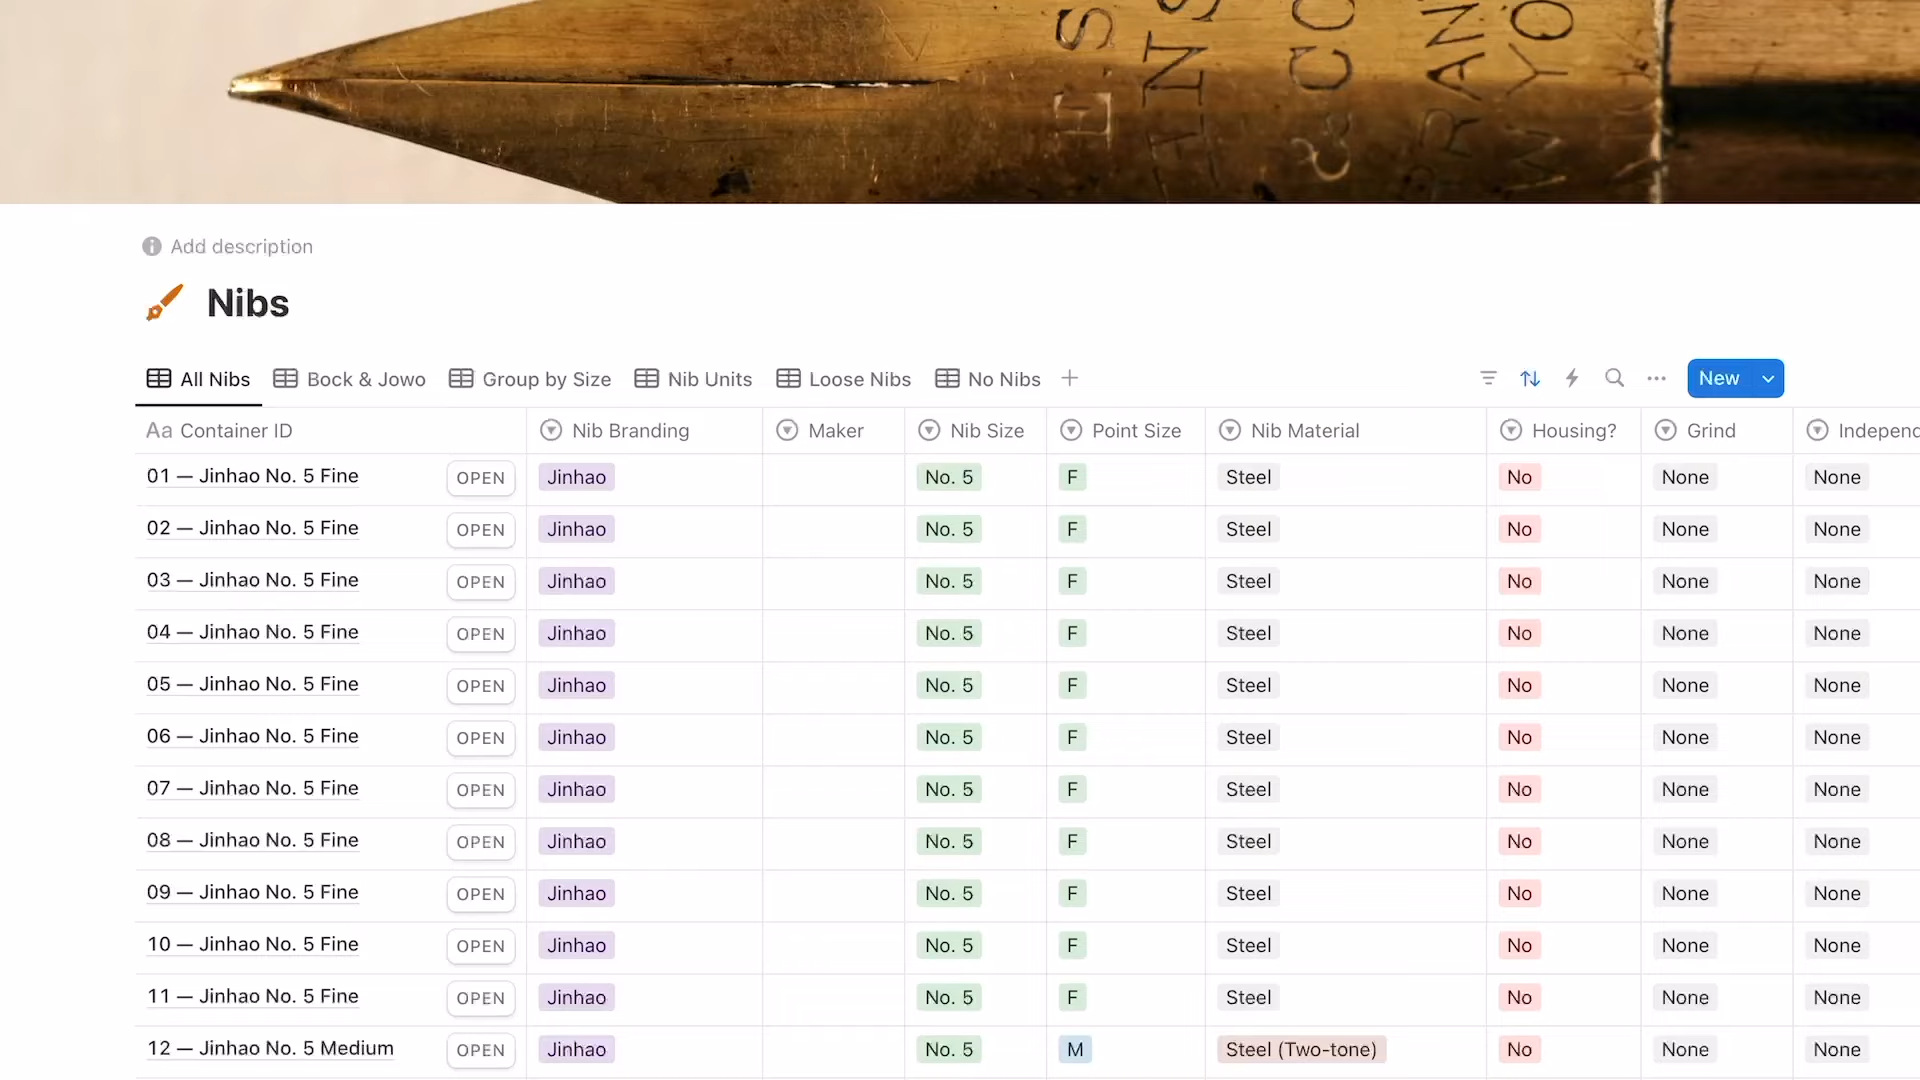 & CO
Add description
Nibs
All Nibs Bock & Jowo Group by Size Nib Units Loose Nibs No Nibs + New
Aa Container ID Nib Branding Maker Nib Size Point Size Nib Material Housing? Grind Independ
01 — Jinhao No. 5 Fine OPEN Jinhao No. 5 F Steel No None None
02 — Jinhao No. 5 Fine OPEN Jinhao No. 5 F Steel No None None
03 — Jinhao No. 5 Fine OPEN Jinhao No. 5 F Steel No None None
04 — Jinhao No. 5 Fine OPEN Jinhao No. 5 F Steel No None None
05 — Jinhao No. 5 Fine OPEN Jinhao No. 5 F Steel No None None
06 — Jinhao No. 5 Fine OPEN Jinhao No. 5 F Steel No None None
07 — Jinhao No. 5 Fine OPEN Jinhao No. 5 F Steel No None None
08 — Jinhao No. 5 Fine OPEN Jinhao No. 5 F Steel No None None
09 — Jinhao No. 5 Fine OPEN Jinhao No. 5 F Steel No None None
10 — Jinhao No. 5 Fine OPEN Jinhao No. 5 F Steel No None None
11 — Jinhao No. 5 Fine OPEN Jinhao No. 5 F Steel No None None
12 — Jinhao No. 5 Medium OPEN Jinhao No. 5 M Steel (Two-tone) No None None